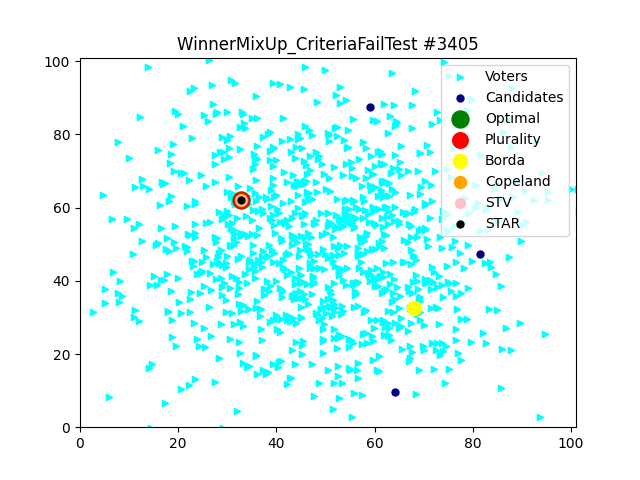 WinnerMixUp_CriteriaFailTest #3405
100
80
60
40
20
0
0
20
40
60
80
100
Voters
Candidates
Optimal
Plurality
Borda
Copeland
STV
STAR